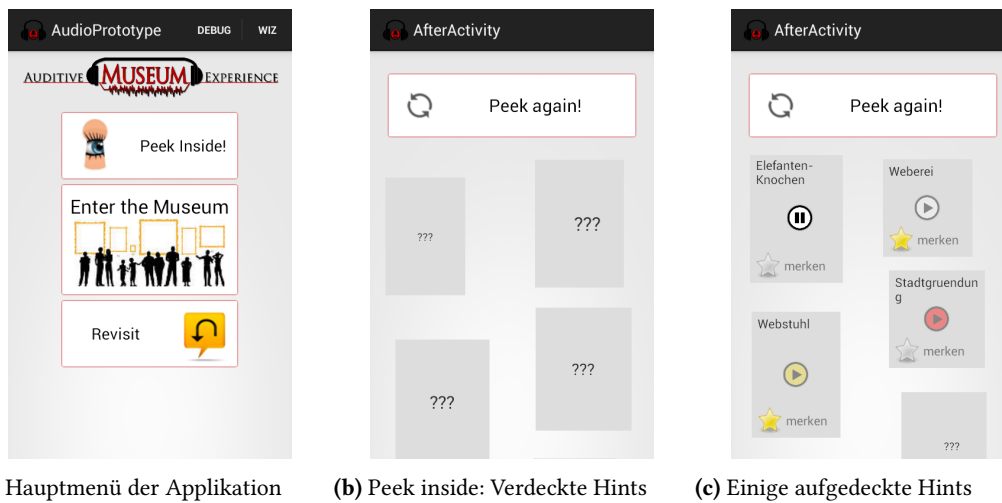 AudioPrototype DEBUG WIZ
AUDITIVE MUSEUM EXPERIENCE
Peek Inside!
Enter the Museum
Revisit
Hauptmenü der Applikation
AfterActivity
Peek again!
???
???
???
???
(b) Peek inside: Verdeckte Hints
AfterActivity
Peek again!
Elefanten-
Knochen
merken
Weberei
merken
Stadtgruendun
g
merken
Webstuhl
merken
???
(c) Einige aufgedeckte Hints